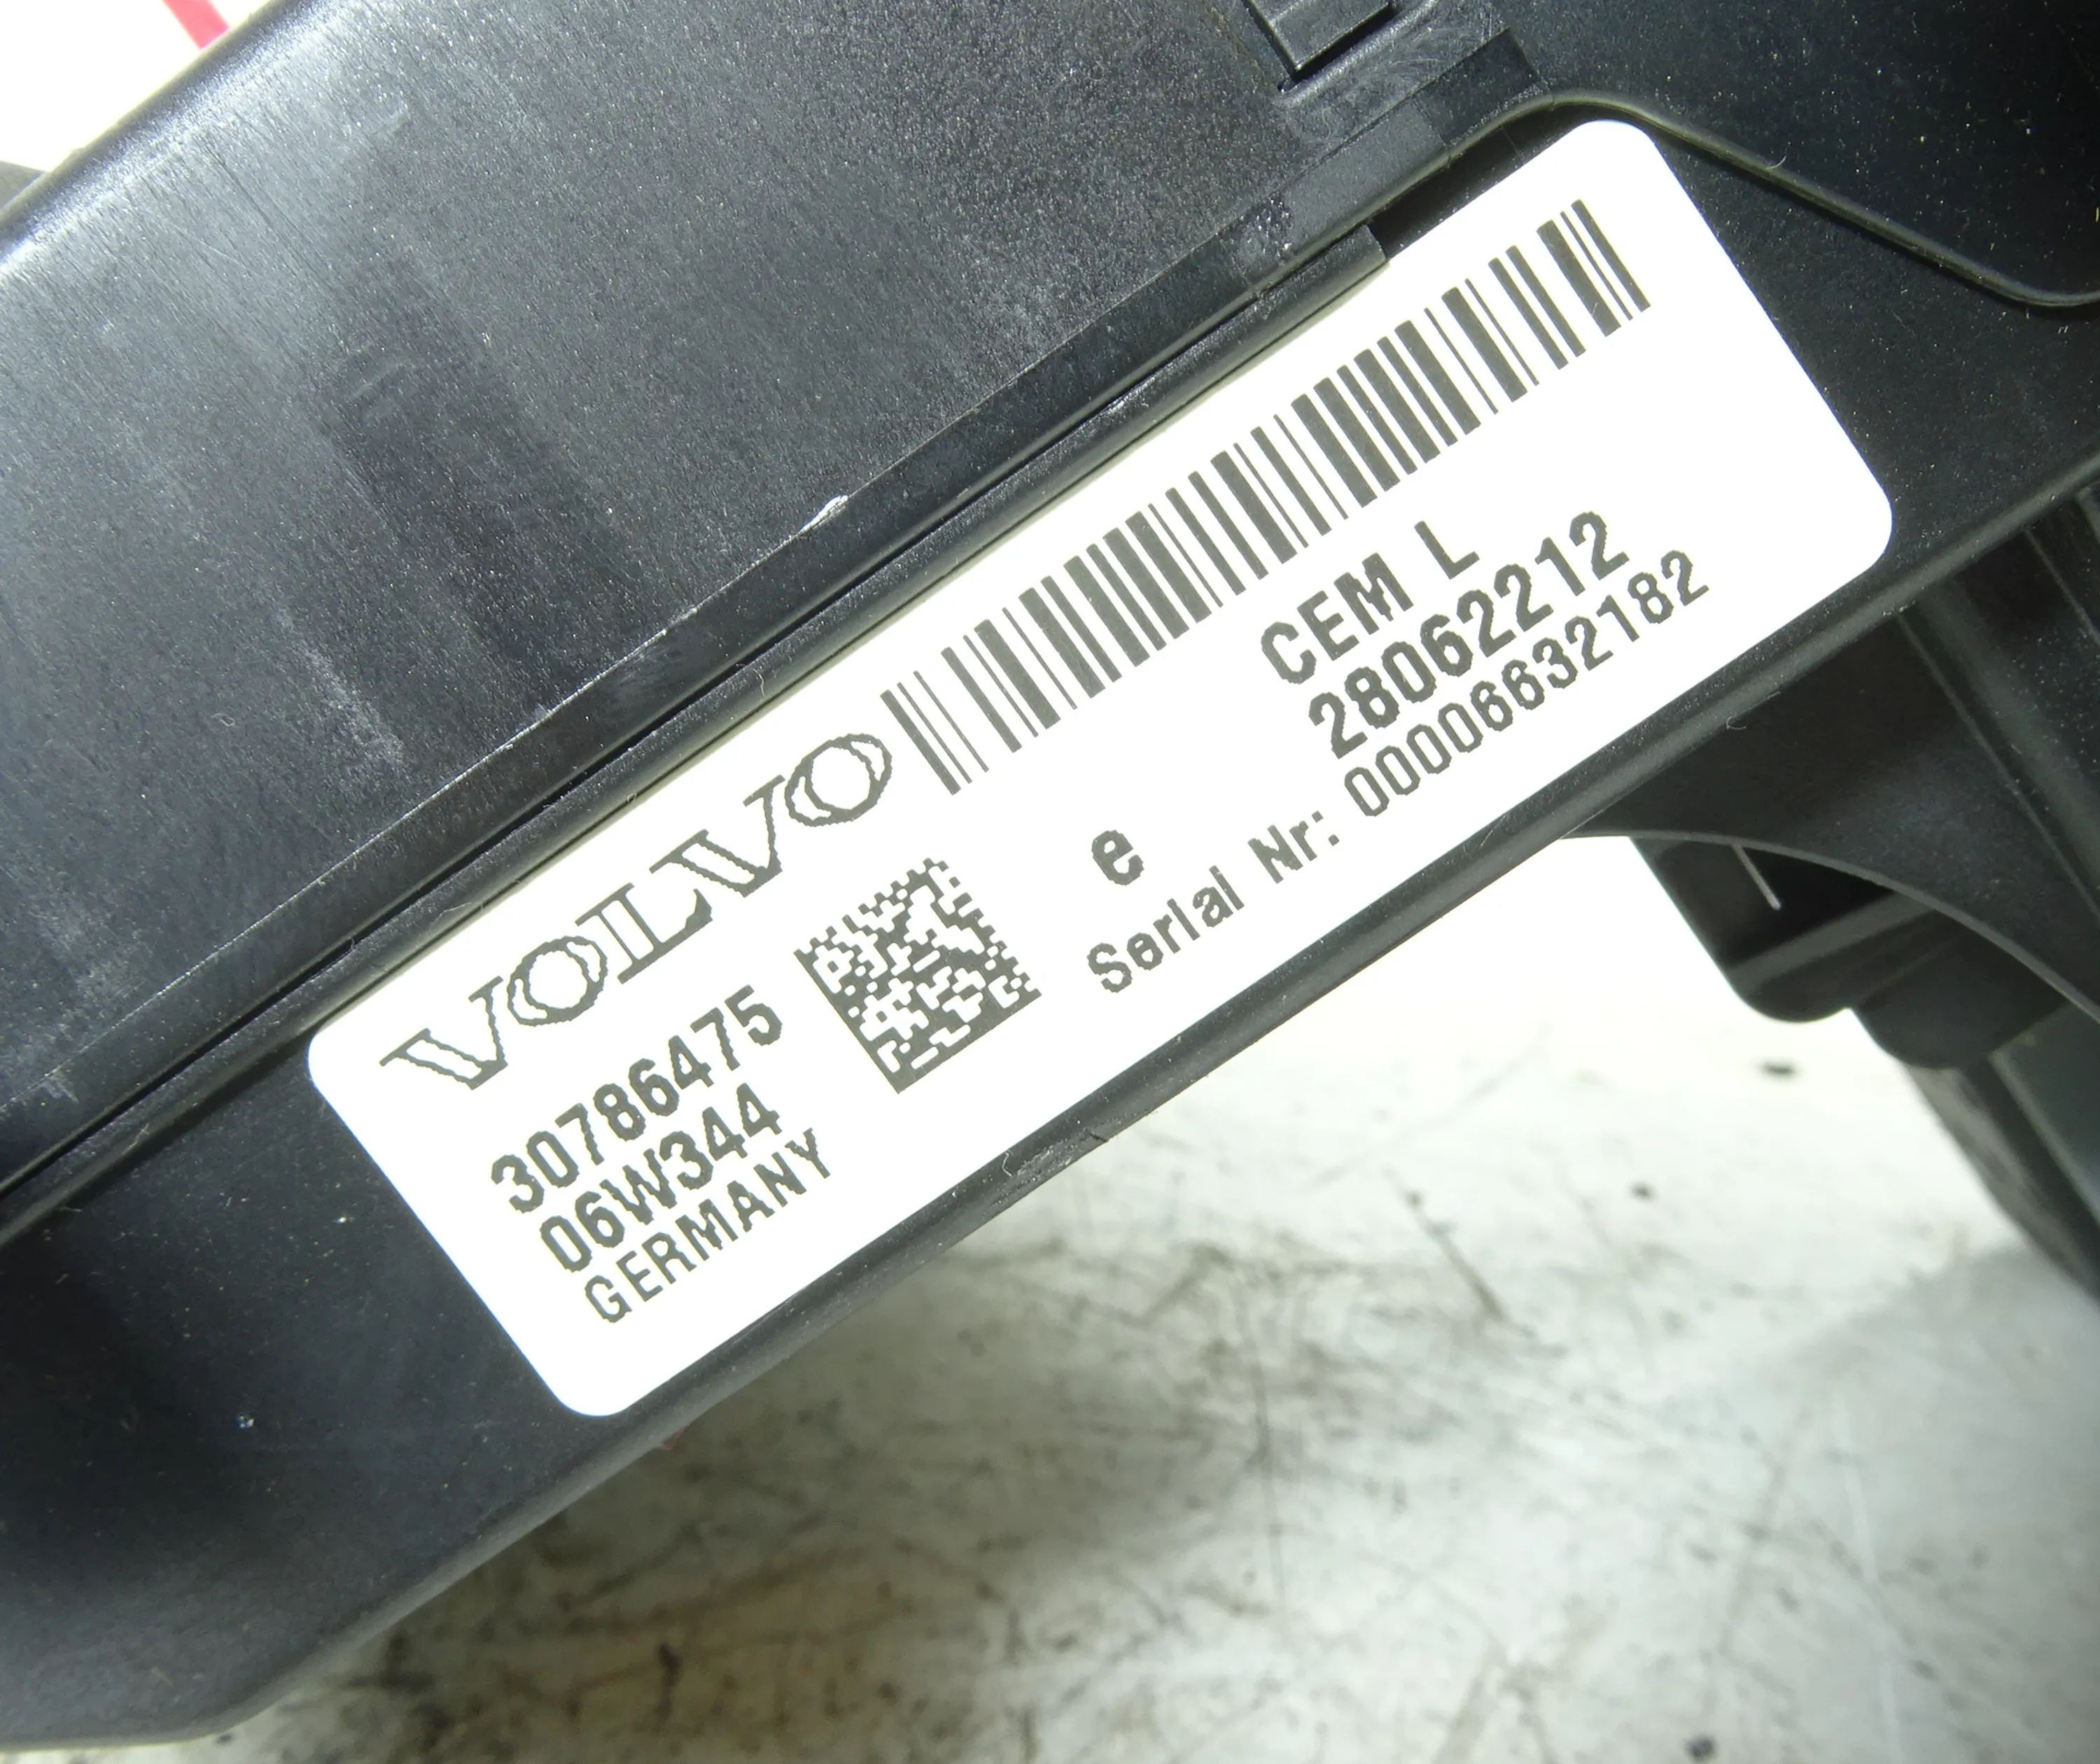 VOLVO
30786475
06W344
GERMANY
e
CEM L
28062212
Serial Nr: 00006632182